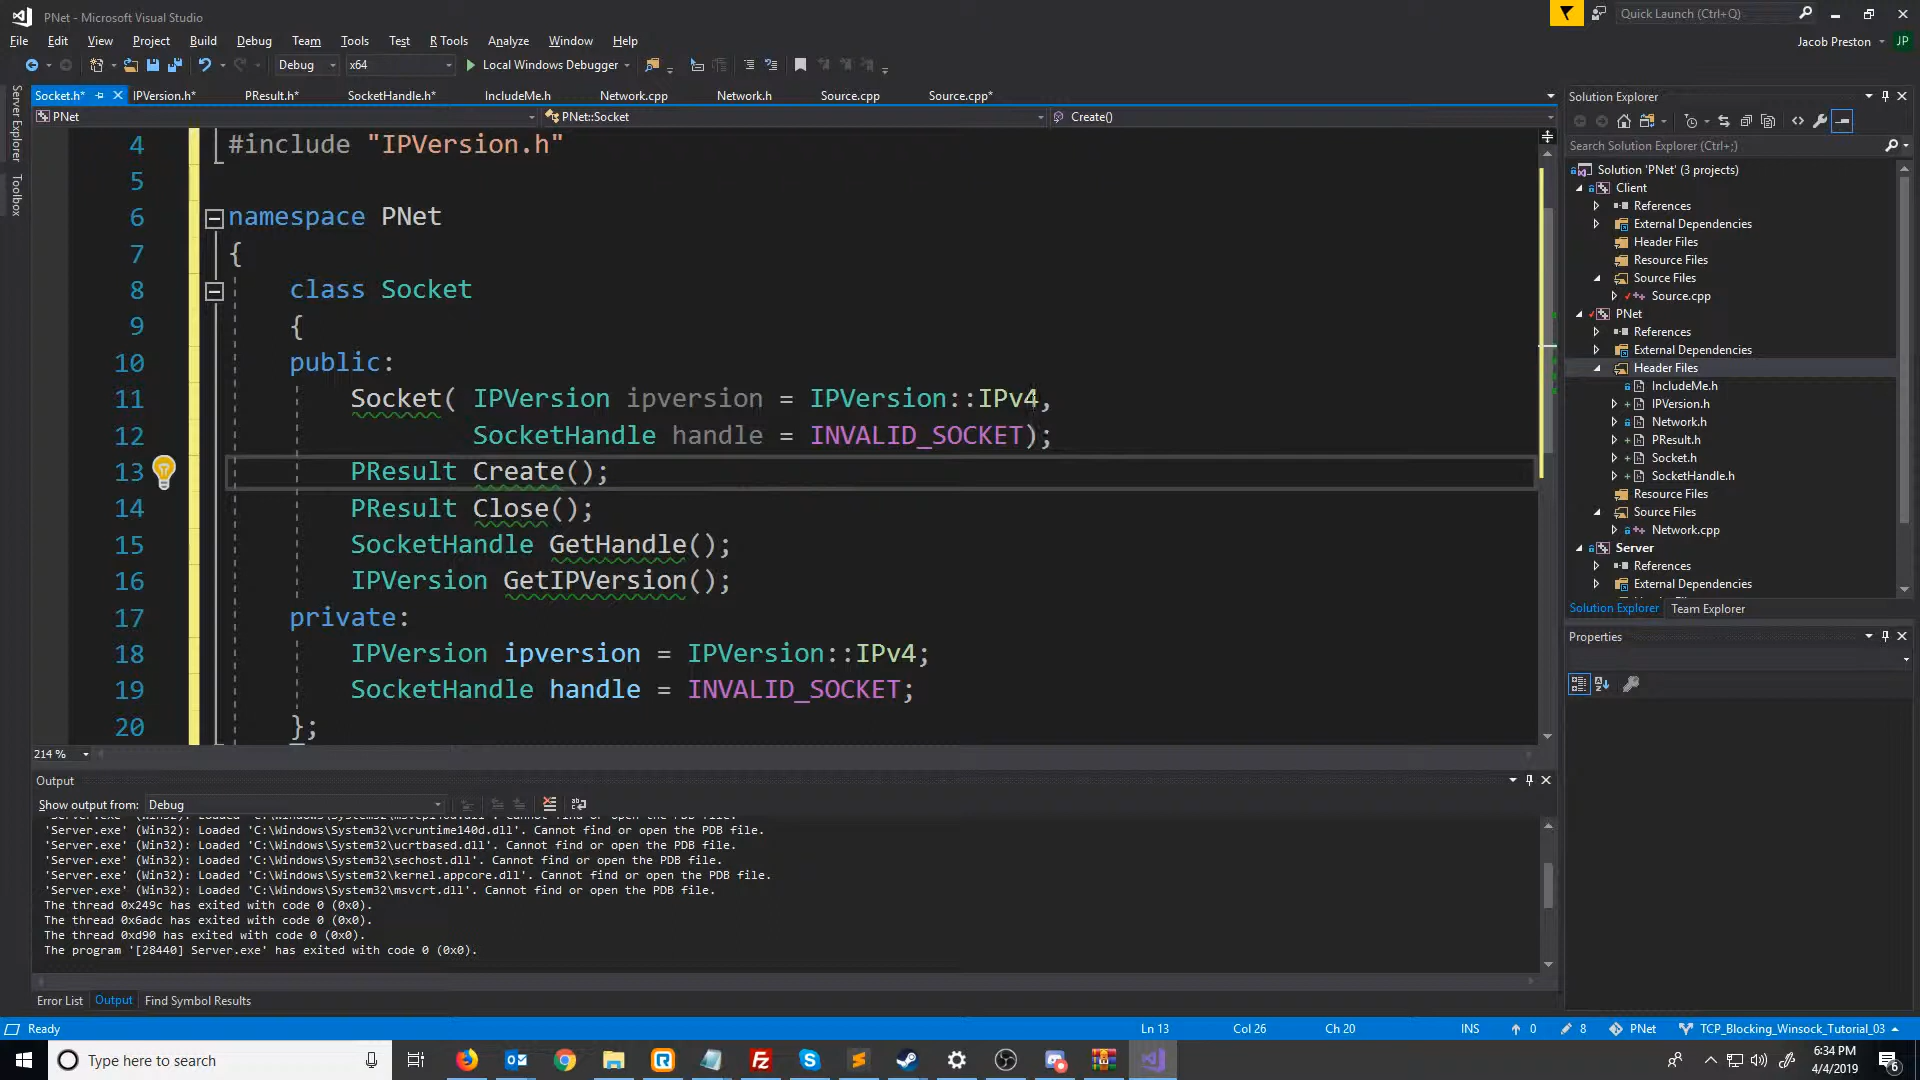 PNet - Microsoft Visual Studio
Quick Launch (Ctrl+Q)
File Edit View Project Build Debug Team Tools Test R Tools Analyze Window Help
Jacob Preston JP
Debug x64 Local Windows Debugger
Socket.h* IPVersion.h* PResult.h* SocketHandle.h* IncludeMe.h Network.cpp Network.h Source.cpp Source.cpp*
PNet PNet::Socket Create()
Server Explorer
Toolbox
4 #include "IPVersion.h"
5
6 namespace PNet
7 {
8 class Socket
9 {
10 public:
11 Socket( IPVersion ipversion = IPVersion::IPv4,
12 SocketHandle handle = INVALID_SOCKET);
13 PResult Create();
14 PResult Close();
15 SocketHandle GetHandle();
16 IPVersion GetIPVersion();
17 private:
18 IPVersion ipversion = IPVersion::IPv4;
19 SocketHandle handle = INVALID_SOCKET;
20 };
214 %
Output
Show output from: Debug
'Server.exe' (Win32): Loaded 'C:\Windows\System32\vcruntime140d.dll'. Cannot find or open the PDB file.
'Server.exe' (Win32): Loaded 'C:\Windows\System32\ucrtbased.dll'. Cannot find or open the PDB file.
'Server.exe' (Win32): Loaded 'C:\Windows\System32\sechost.dll'. Cannot find or open the PDB file.
'Server.exe' (Win32): Loaded 'C:\Windows\System32\kernel.appcore.dll'. Cannot find or open the PDB file.
'Server.exe' (Win32): Loaded 'C:\Windows\System32\msvcrt.dll'. Cannot find or open the PDB file.
The thread 0x249c has exited with code 0 (0x0).
The thread 0x6adc has exited with code 0 (0x0).
The thread 0xd90 has exited with code 0 (0x0).
The program '[28440] Server.exe' has exited with code 0 (0x0).
Error List Output Find Symbol Results
Solution Explorer
Search Solution Explorer (Ctrl+;)
Solution 'PNet' (3 projects)
Client
References
External Dependencies
Header Files
Resource Files
Source Files
Source.cpp
PNet
References
External Dependencies
Header Files
IncludeMe.h
IPVersion.h
Network.h
PResult.h
Socket.h
SocketHandle.h
Resource Files
Source Files
Network.cpp
Server
References
External Dependencies
Solution Explorer Team Explorer
Properties
Ready Ln 13 Col 26 Ch 20 INS 0 8 PNet TCP_Blocking_Winsock_Tutorial_03
Type here to search
6:34 PM
4/4/2019
6